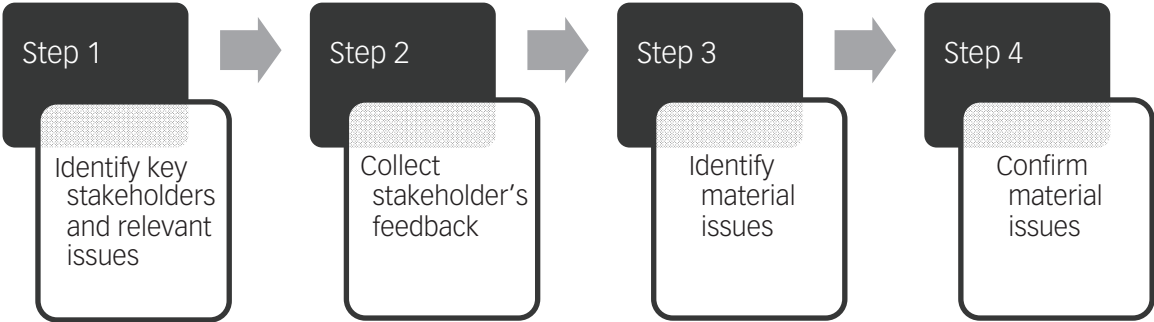 Step 1
Identify key
stakeholders
and relevant
issues
Step 2
Collect
stakeholder's
feedback
Step 3
Identify
material
issues
Step 4
Confirm
material
issues